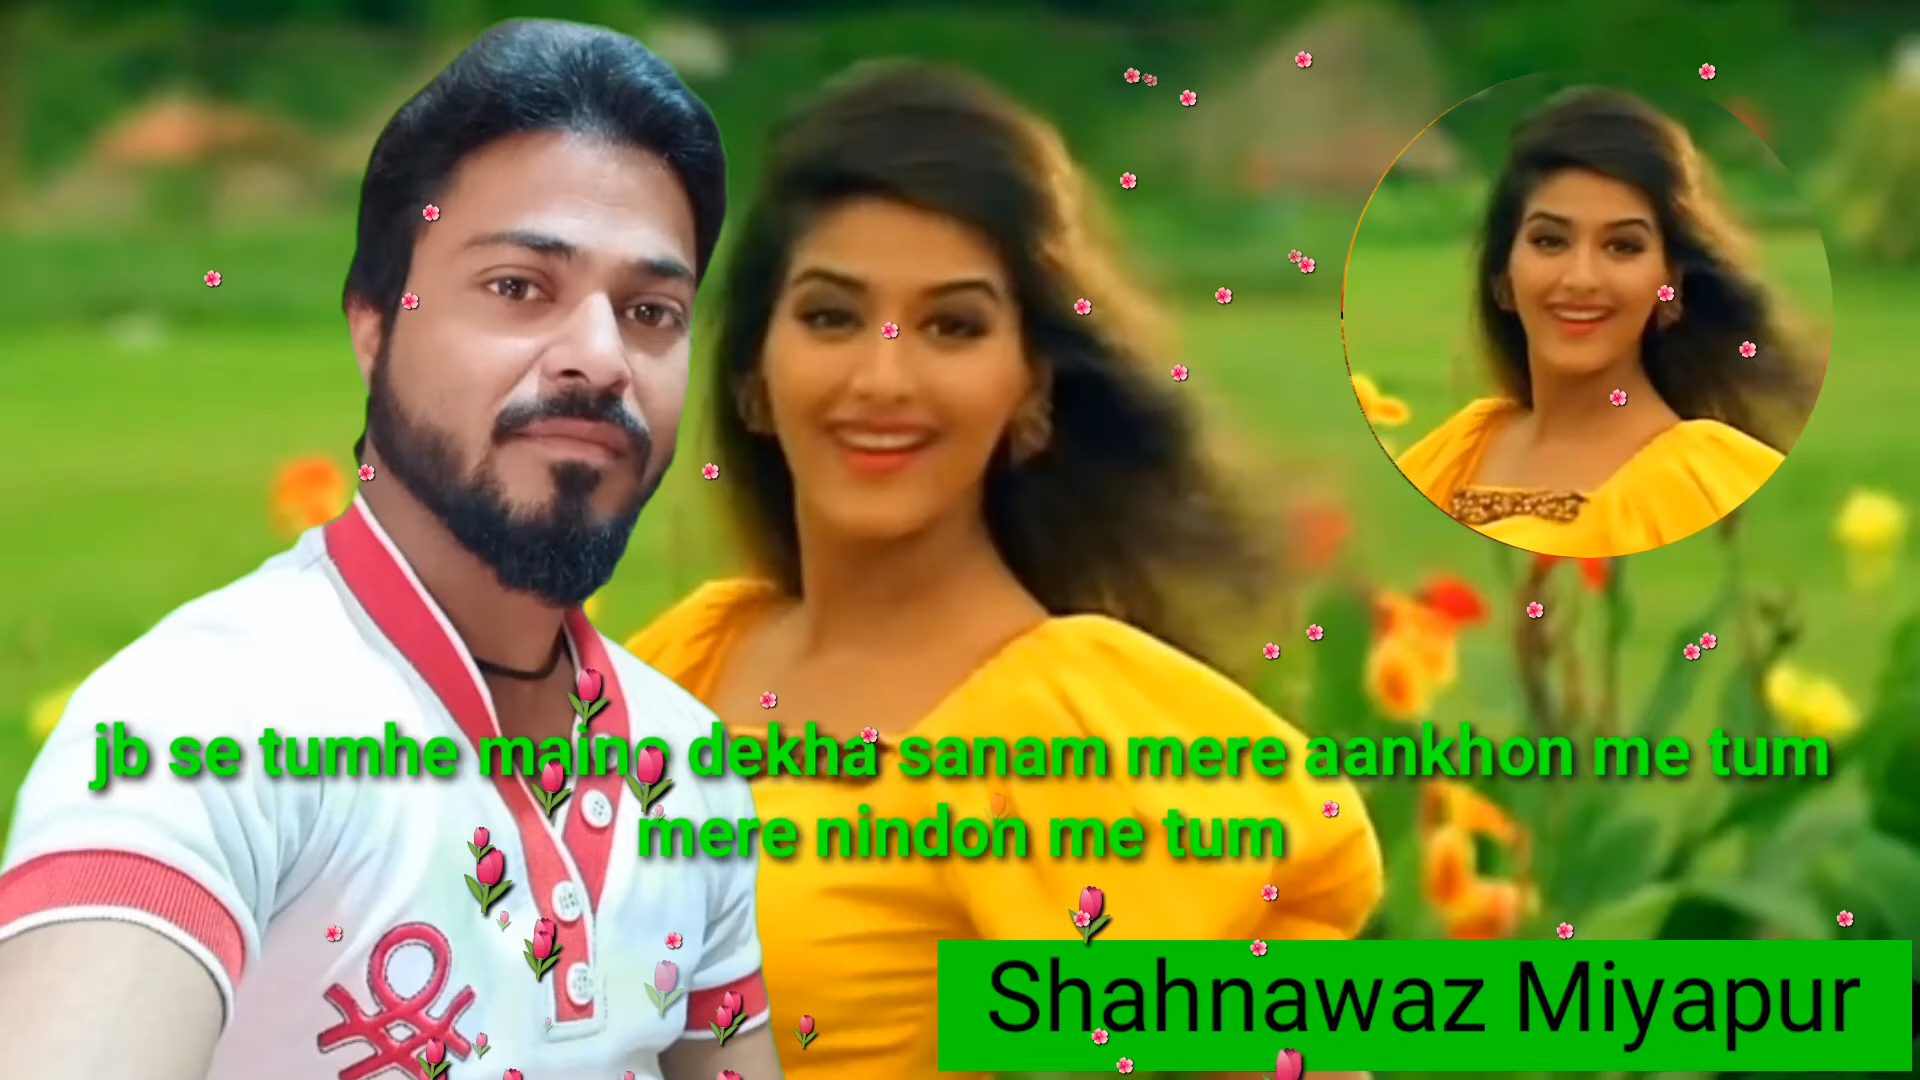 jb se tumhe maine dekha sanam mere aankhon me tum
mere nindon me tum
Shahnawaz Miyapur